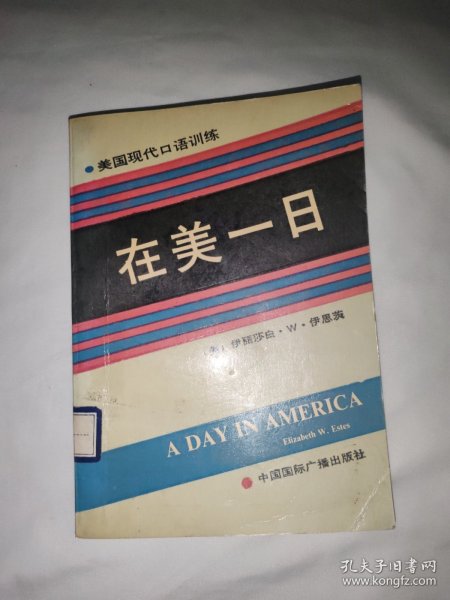 美国现代口语训练
在美一日
（美）伊丽莎白·W·伊思蒂
A DAY IN AMERICA
Elizabeth W. Estes
中国国际广播出版社
孔夫子旧书网
www.kongfz.com